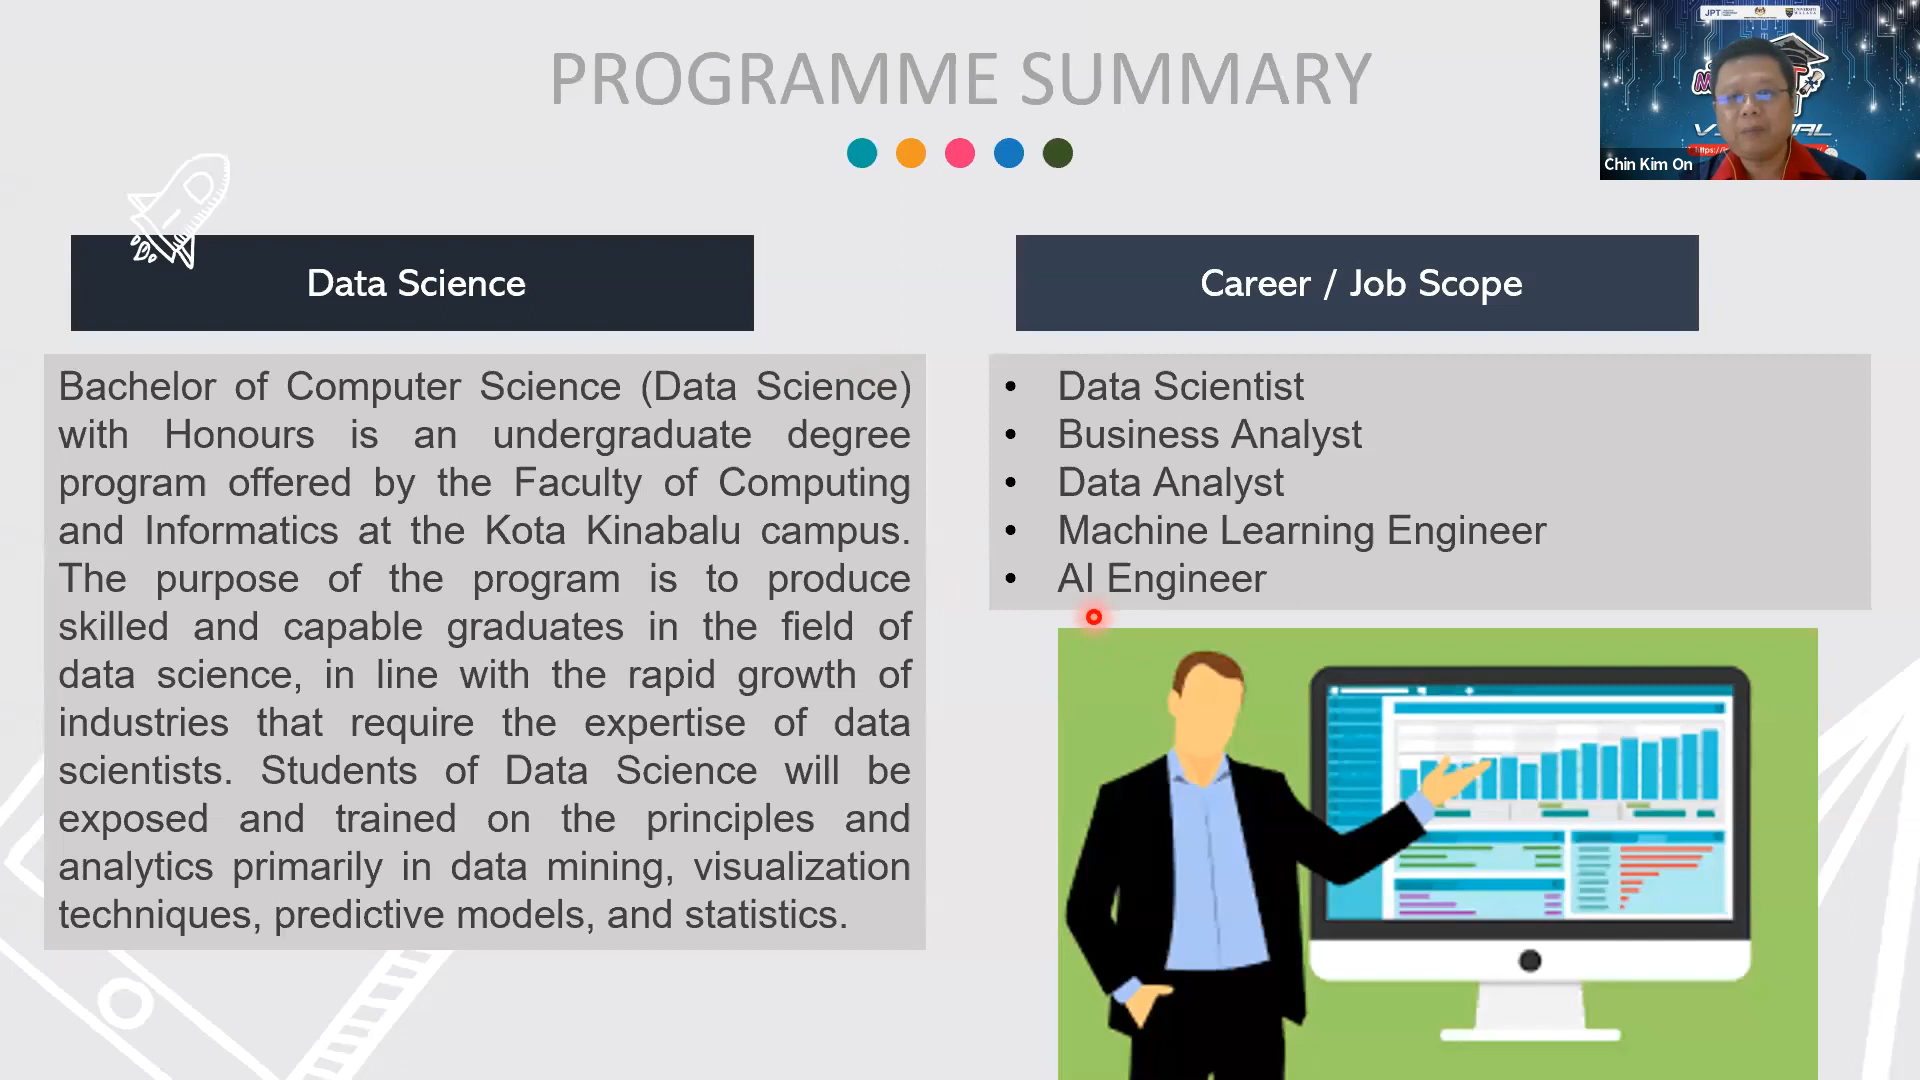 PROGRAMME SUMMARY
JPT
Chin Kim On
Data Science
Bachelor of Computer Science (Data Science)
with Honours is an undergraduate degree
program offered by the Faculty of Computing
and Informatics at the Kota Kinabalu campus.
The purpose of the program is to produce
skilled and capable graduates in the field of
data science, in line with the rapid growth of
industries that require the expertise of data
scientists. Students of Data Science will be
exposed and trained on the principles and
analytics primarily in data mining, visualization
techniques, predictive models, and statistics.
Career / Job Scope
• Data Scientist
• Business Analyst
• Data Analyst
• Machine Learning Engineer
• AI Engineer